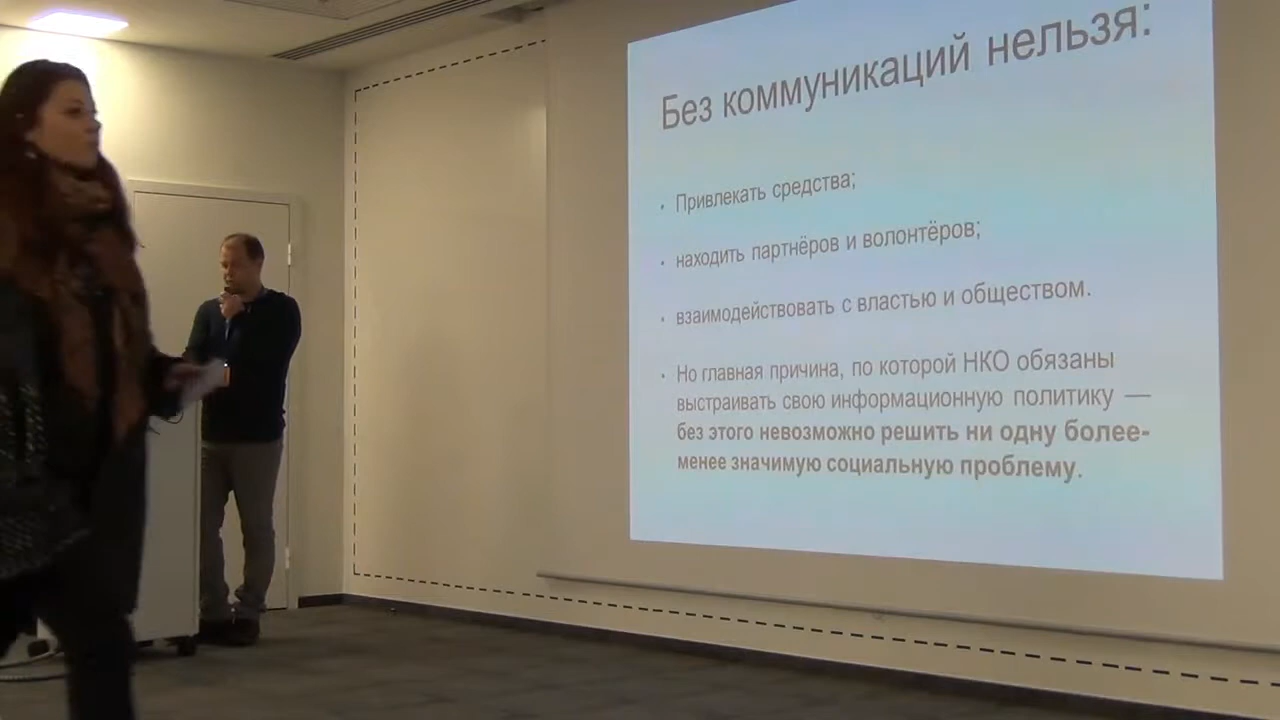 Без коммуникаций нельзя:
• Привлекать средства;
• находить партнёров и волонтёров;
• взаимодействовать с властью и обществом.
• Но главная причина, по которой НКО обязаны
выстраивать свою информационную политику —
без этого невозможно решить ни одну более-
менее значимую социальную проблему.